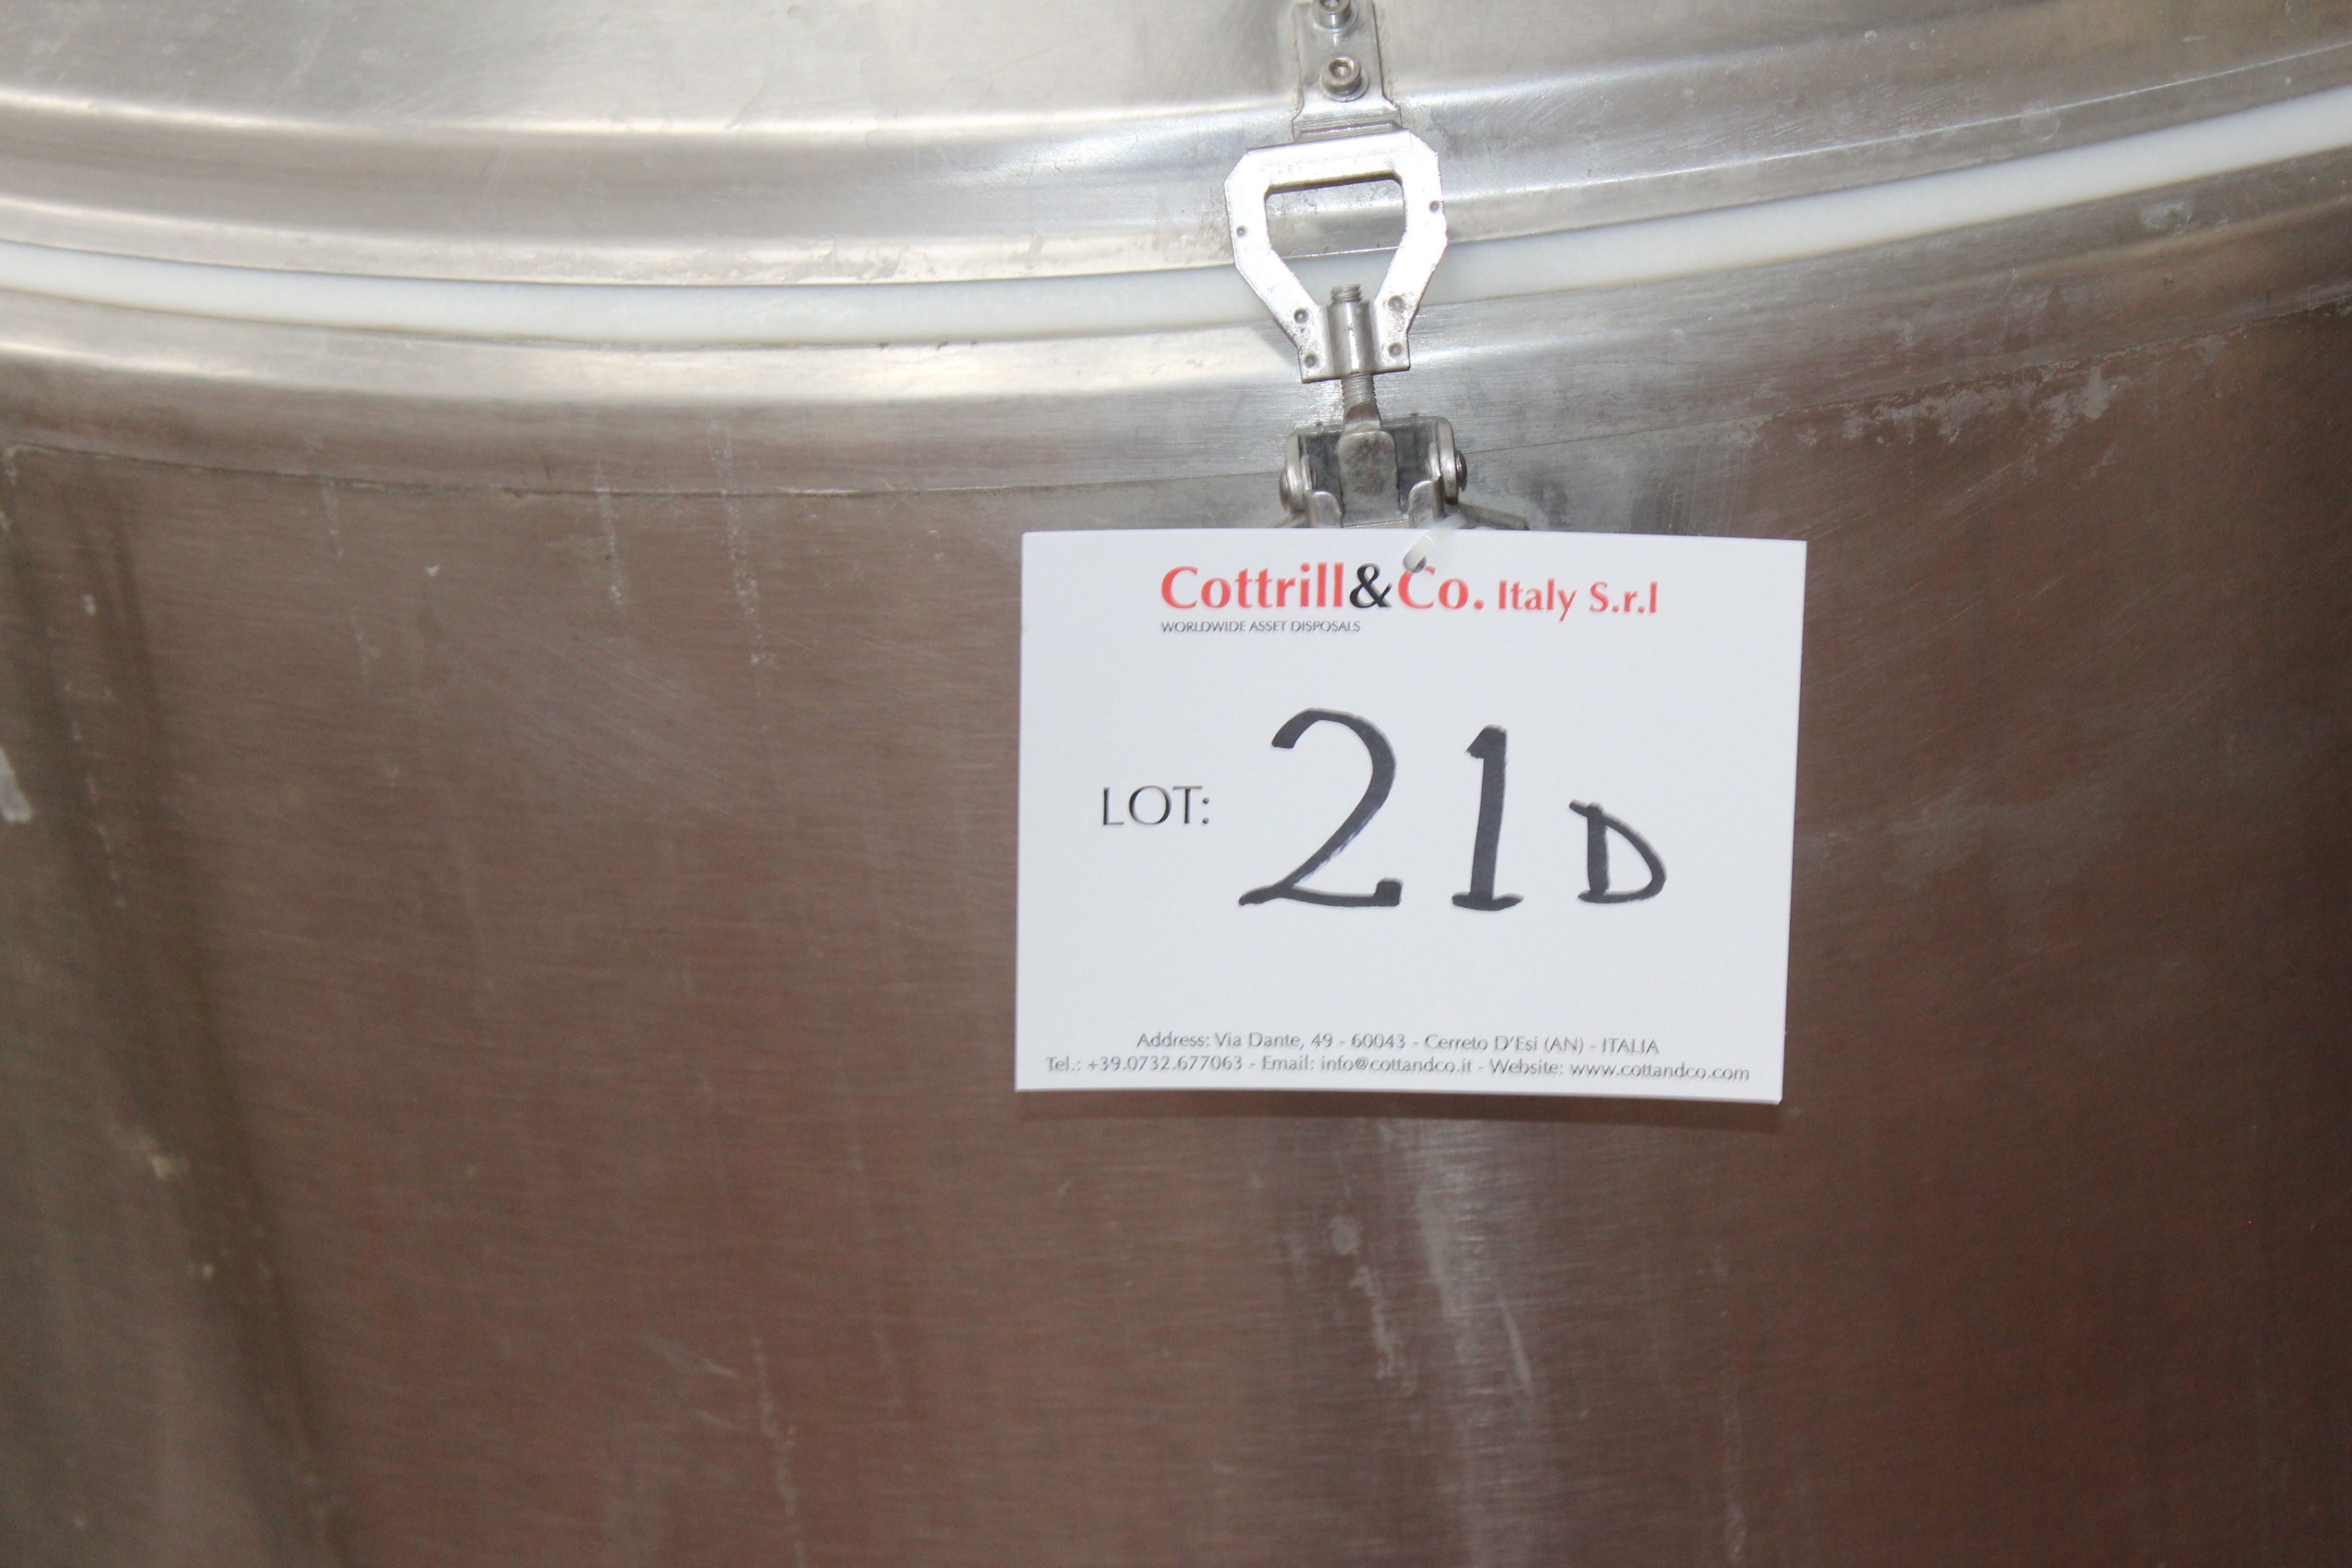 Cottrill&Co. Italy S.r.l
WORLDWIDE ASSET DISPOSALS
LOT: 21D
Address: Via Dante, 49 - 60043 - Cerreto D'Esi (AN) - ITALIA
Tel.: +39.0732.677063 - Email: info@cottandco.it - Website: www.cottandco.com